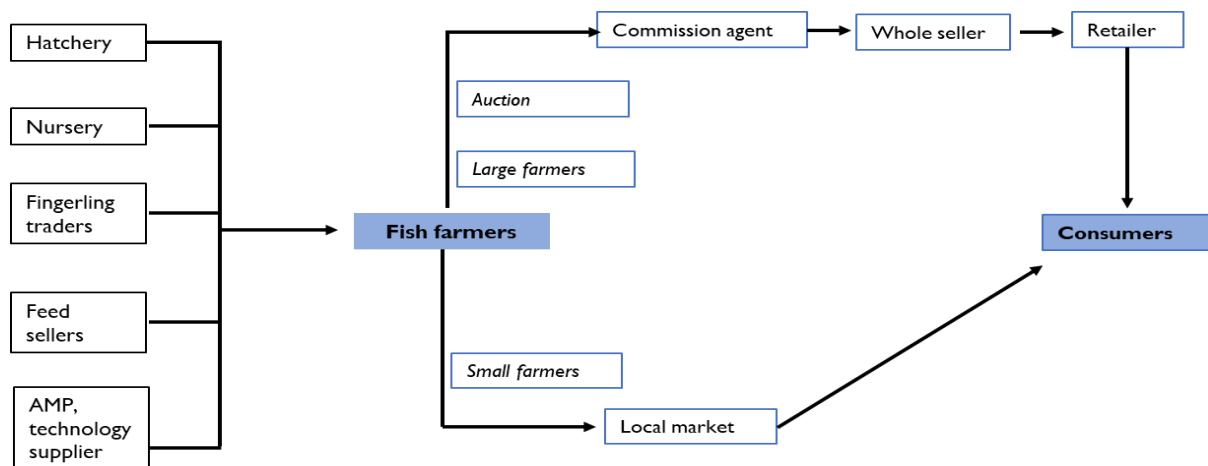 Hatchery
Nursery
Fingerling
traders
Feed
sellers
AMP,
technology
supplier
Fish farmers
Auction
Large farmers
Small farmers
Commission agent
Whole seller
Retailer
Local market
Consumers